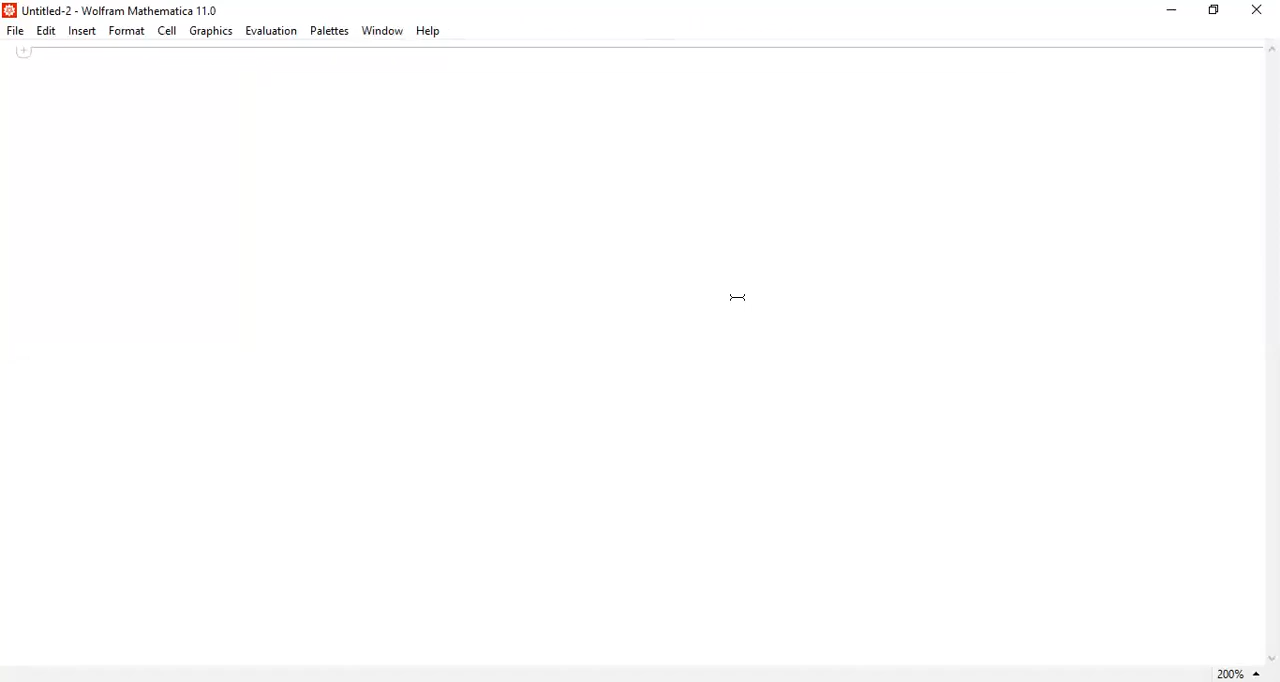 Untitled-2 - Wolfram Mathematica 11.0
File Edit Insert Format Cell Graphics Evaluation Palettes Window Help
200%